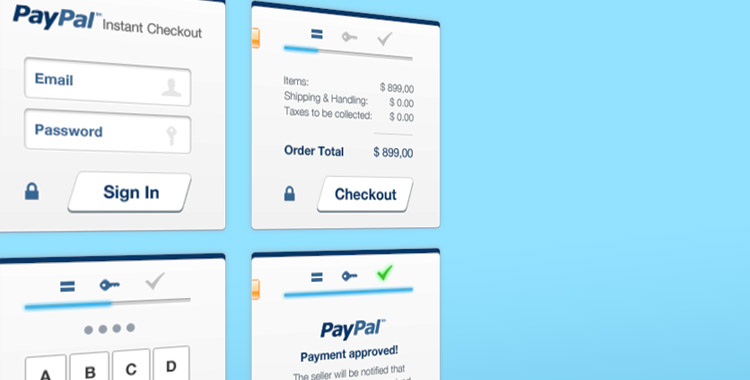 PayPal™ Instant Checkout
Email
Password
Sign In
Items: $ 899,00
Shipping & Handling: $ 0.00
Taxes to be collected: $ 0.00
Order Total $ 899,00
Checkout
A B C D
PayPal™
Payment approved!
The seller will be notified that